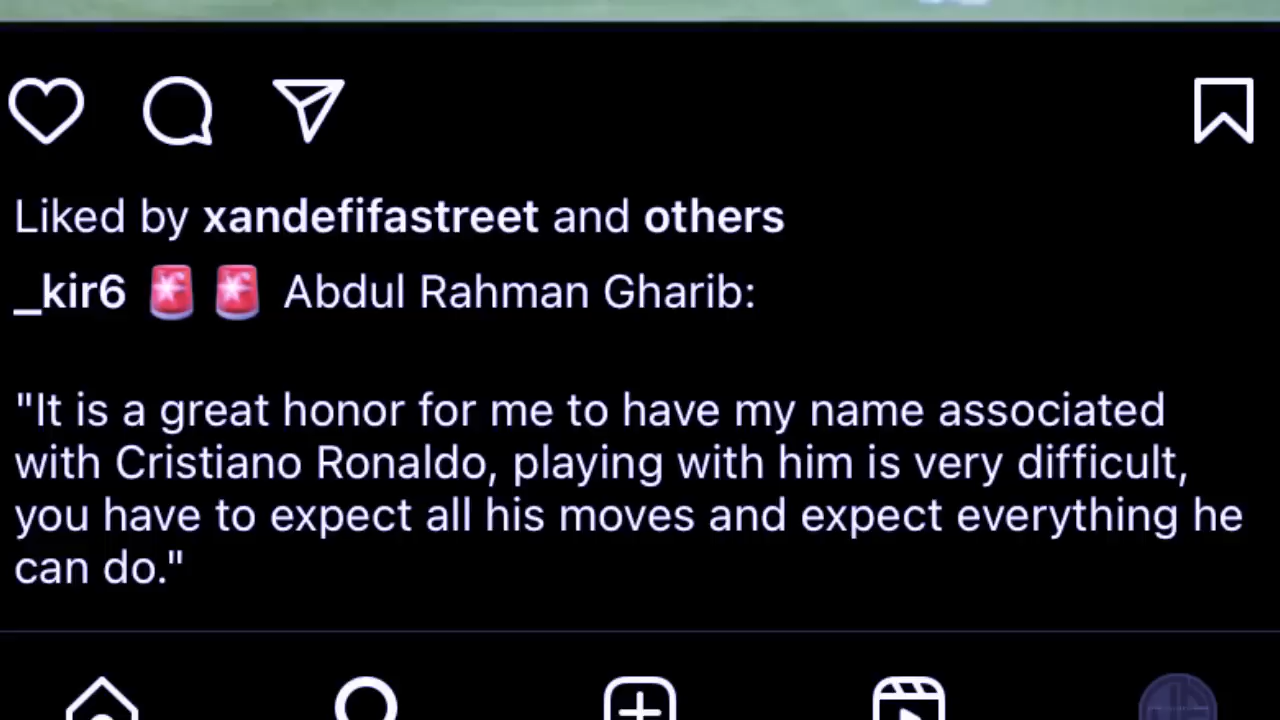 Liked by xandefifastreet and others
_kir6 🚨🚨 Abdul Rahman Gharib:
"It is a great honor for me to have my name associated
with Cristiano Ronaldo, playing with him is very difficult,
you have to expect all his moves and expect everything he
can do."